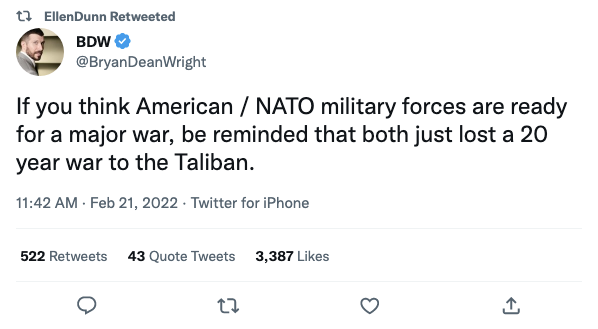 EllenDunn Retweeted
BDW
@BryanDeanWright
If you think American / NATO military forces are ready
for a major war, be reminded that both just lost a 20
year war to the Taliban.
11:42 AM · Feb 21, 2022 · Twitter for iPhone
522 Retweets 43 Quote Tweets 3,387 Likes